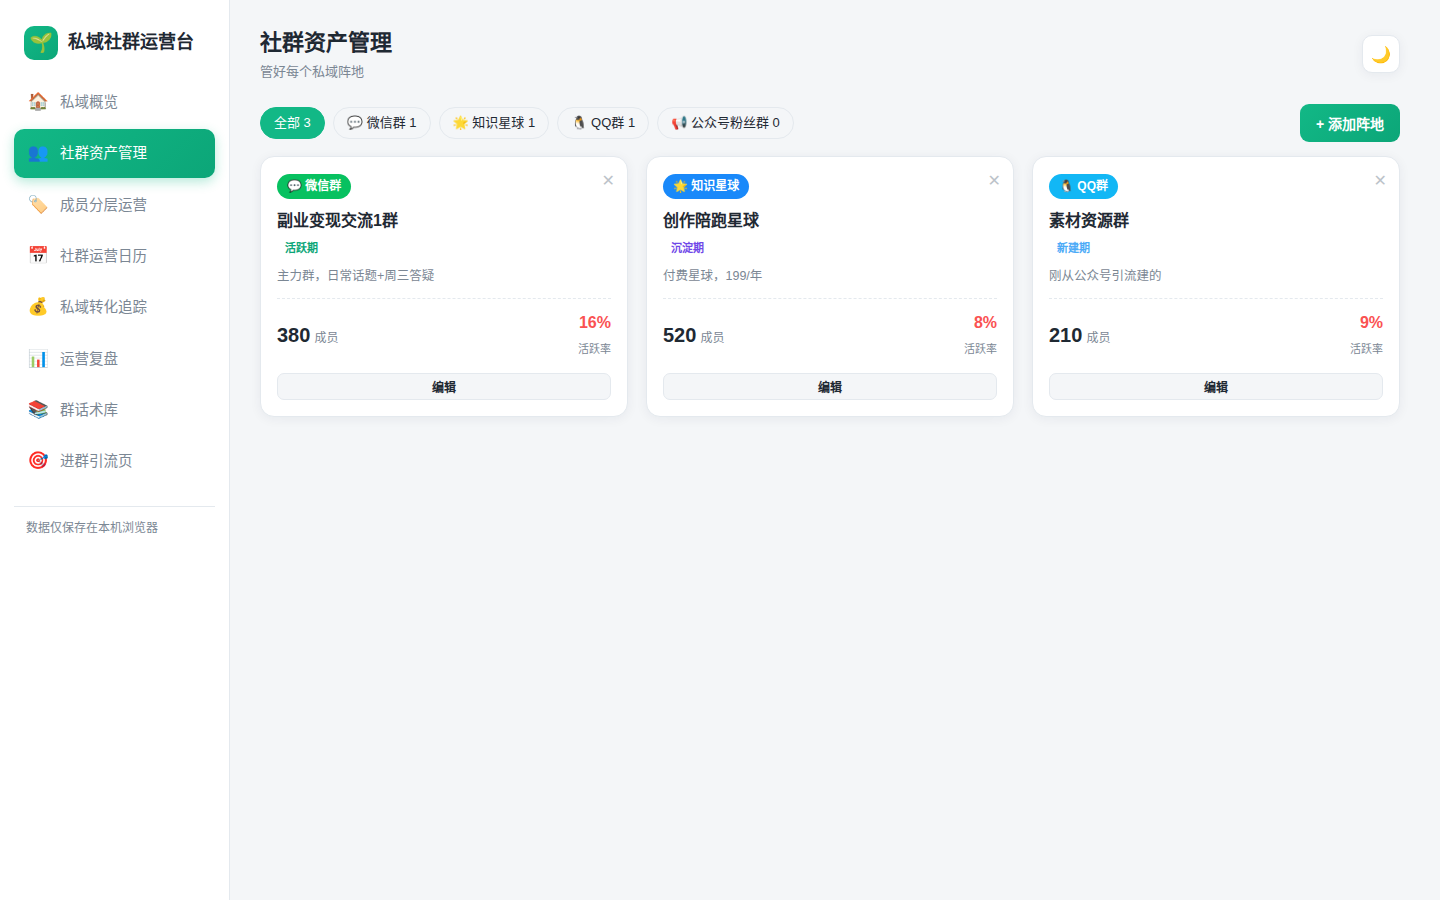 私域社群运营台
私域概览
社群资产管理
成员分层运营
社群运营日历
私域转化追踪
运营复盘
群话术库
进群引流页
数据仅保存在本机浏览器
社群资产管理
管好每个私域阵地
全部 3
微信群 1
知识星球 1
QQ群 1
公众号粉丝群 0
+ 添加阵地
微信群
副业变现交流1群
活跃期
主力群，日常话题+周三答疑
380 成员
16%
活跃率
编辑
知识星球
创作陪跑星球
沉淀期
付费星球，199/年
520 成员
8%
活跃率
编辑
QQ群
素材资源群
新建期
刚从公众号引流建的
210 成员
9%
活跃率
编辑